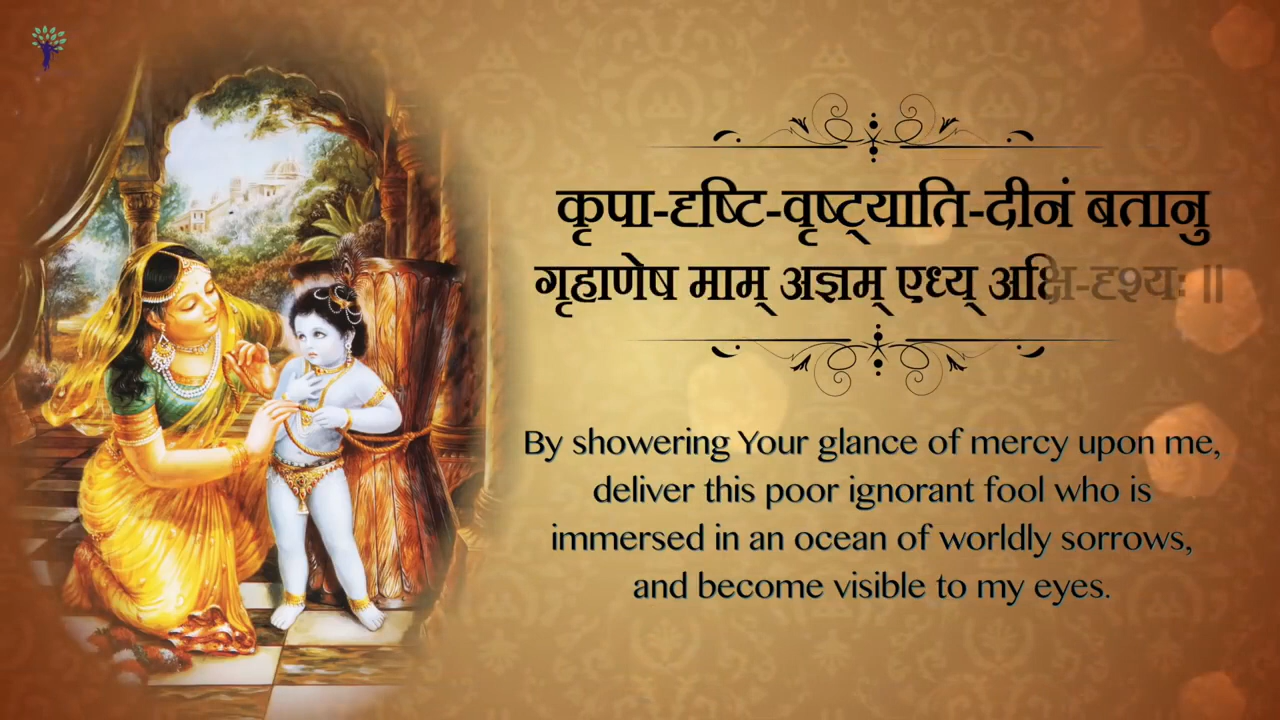 कृपा-दृष्टि-वृष्ट्याति-दीनं बतानु
गृहाणेष माम् अज्ञम् एध्य् अक्षि-दृश्यः ॥
By showering Your glance of mercy upon me,
deliver this poor ignorant fool who is
immersed in an ocean of worldly sorrows,
and become visible to my eyes.